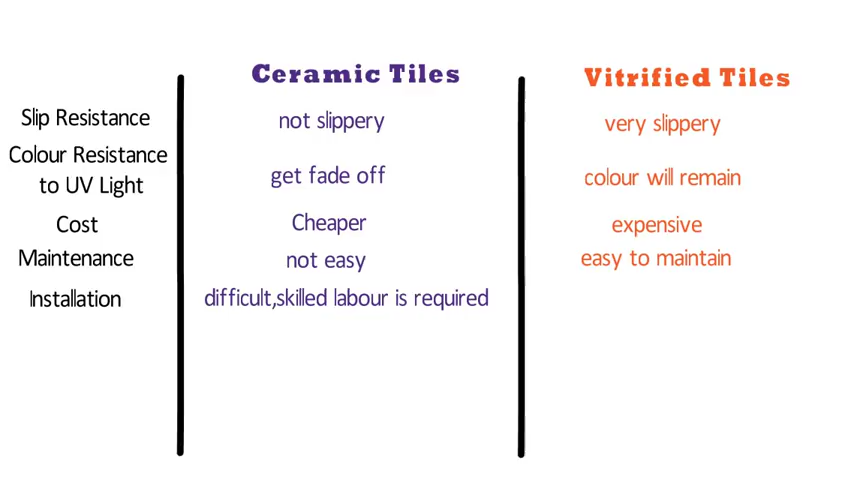 Ceramic Tiles
Vitrified Tiles
Slip Resistance
not slippery
very slippery
Colour Resistance
to UV Light
get fade off
colour will remain
Cost
Cheaper
expensive
Maintenance
not easy
easy to maintain
Installation
difficult,skilled labour is required